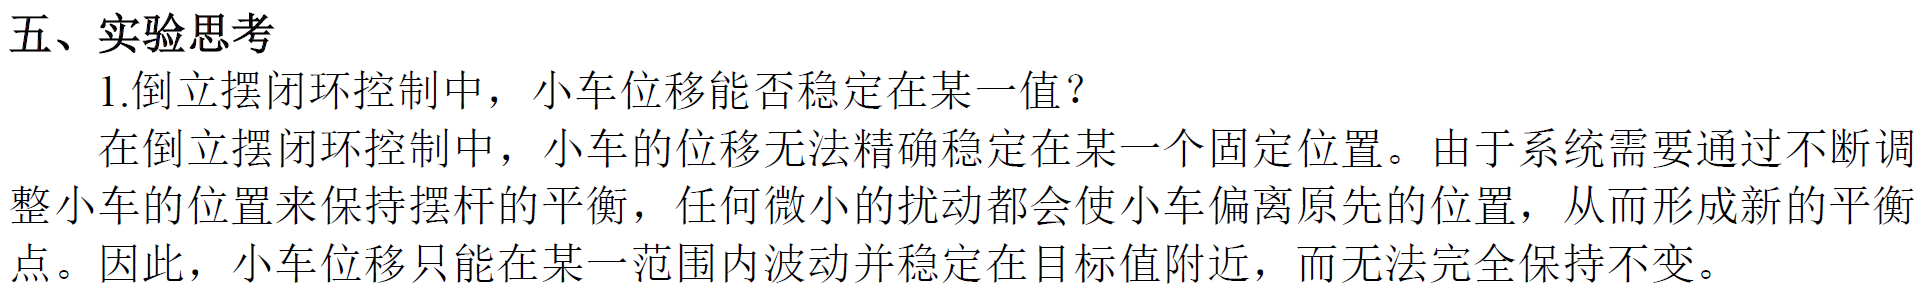 五、实验思考
1.倒立摆闭环控制中，小车位移能否稳定在某一值？
在倒立摆闭环控制中，小车的位移无法精确稳定在某一个固定位置。由于系统需要通过不断调
整小车的位置来保持摆杆的平衡，任何微小的扰动都会使小车偏离原先的位置，从而形成新的平衡
点。因此，小车位移只能在某一范围内波动并稳定在目标值附近，而无法完全保持不变。